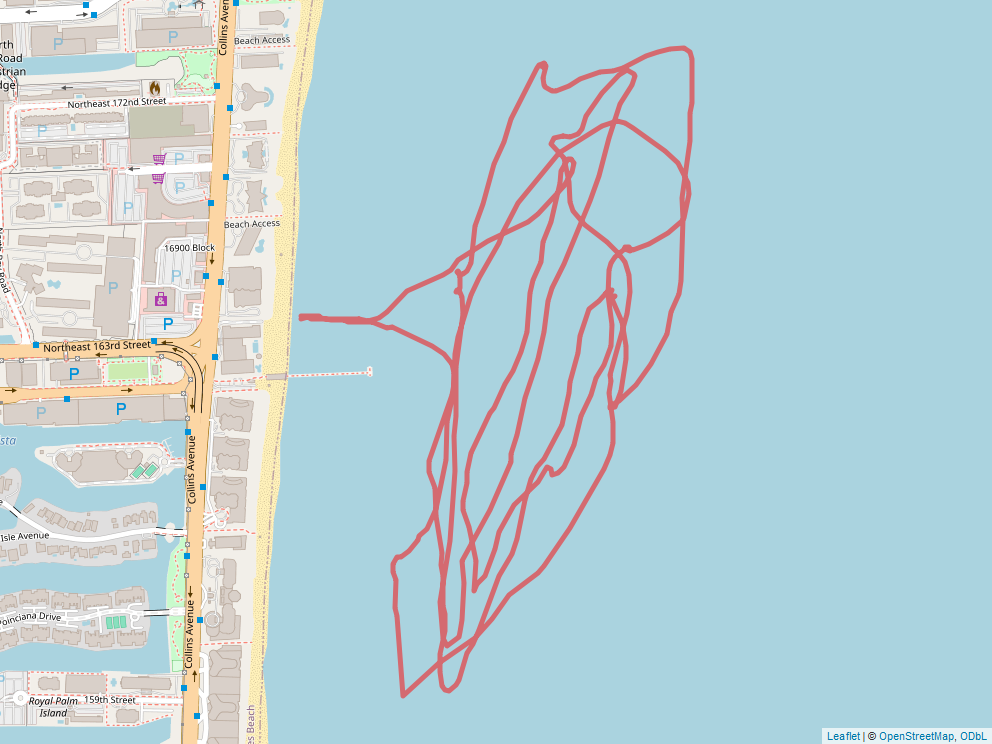 Collins Avenue
Beach Access
rth
Road
strian
dge
P
P
Northeast 172nd Street
P
P
P
P
Beach Access
16900 Block
P
P
P
Northeast 163rd Street
P
P
P
Collins Avenue
Isle Avenue
Poinciana Drive
Collins Avenue
159th Street
Royal Palm
Island
es Beach
Leaflet | © OpenStreetMap, ODbL